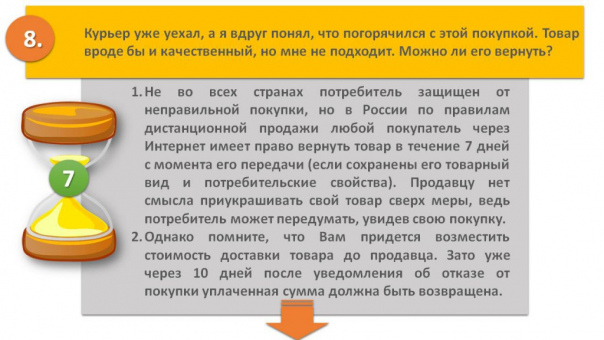 8.
Курьер уже уехал, а я вдруг понял, что погорячился с этой покупкой. Товар
вроде бы и качественный, но мне не подходит. Можно ли его вернуть?
1. Не во всех странах потребитель защищен от
неправильной покупки, но в России по правилам
дистанционной продажи любой покупатель через
Интернет имеет право вернуть товар в течение 7 дней
с момента его передачи (если сохранены его товарный
вид и потребительские свойства). Продавцу нет
смысла приукрашивать свой товар сверх меры, ведь
потребитель может передумать, увидев свою покупку.
2. Однако помните, что Вам придется возместить
стоимость доставки товара до продавца. Зато уже
через 10 дней после уведомления об отказе от
покупки уплаченная сумма должна быть возвращена.
7